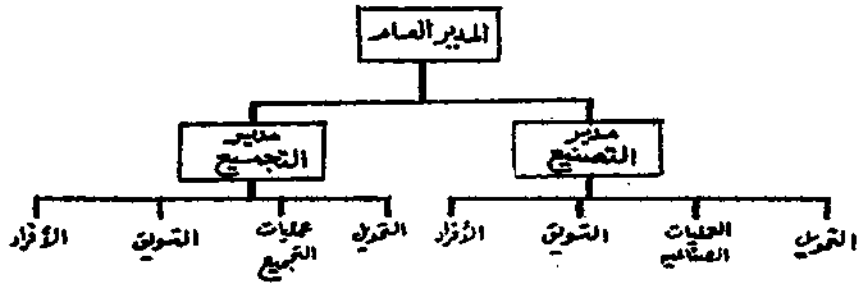 المدير العام
مدير
التصنيع
مدير
التجميع
التمويل
العمليات
الصناعية
التسويق
الأفراد
التمويل
عمليات
التجميع
التسويق
الأفراد